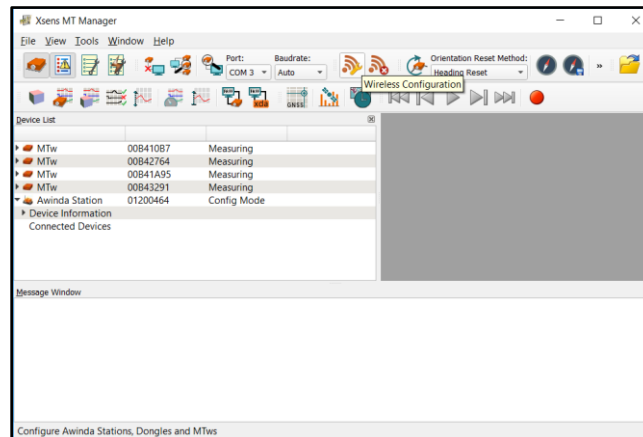 Xsens MT Manager
File View Tools Window Help
Port: Baudrate: Orientation Reset Method:
COM 3 Auto Heading Reset »
Wireless Configuration
GNSS
Device List
MTw 00B410B7 Measuring
MTw 00B42764 Measuring
MTw 00B41A95 Measuring
MTw 00B43291 Measuring
Awinda Station 01200464 Config Mode
Device Information
Connected Devices
Message Window
Configure Awinda Stations, Dongles and MTws